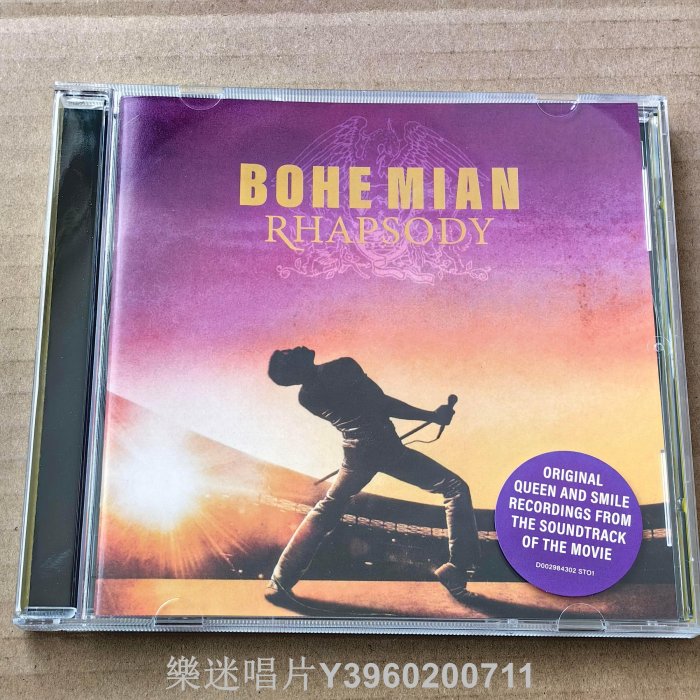 BOHEMIAN
RHAPSODY
ORIGINAL
QUEEN AND SMILE
RECORDINGS FROM
THE SOUNDTRACK
OF THE MOVIE
D002984302 ST01
樂迷唱片Y3960200711